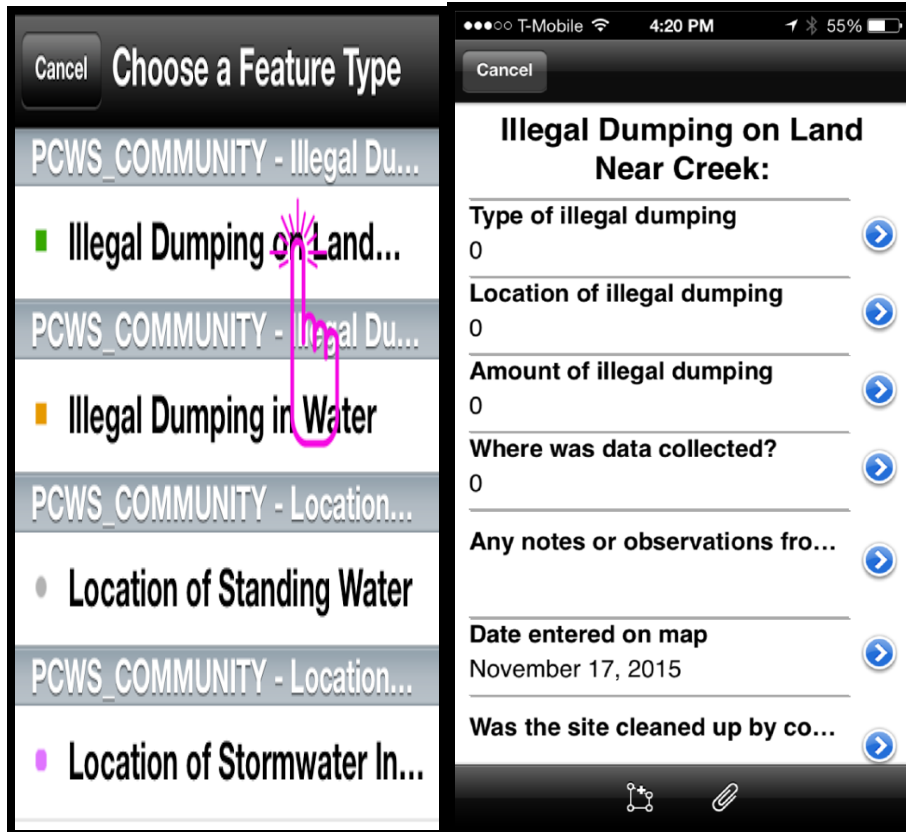 Cancel Choose a Feature Type
PCWS_COMMUNITY - Illegal Du...
Illegal Dumping on Land...
PCWS_COMMUNITY - Illegal Du...
Illegal Dumping in Water
PCWS_COMMUNITY - Location...
Location of Standing Water
PCWS_COMMUNITY - Location...
Location of Stormwater In...
T-Mobile 4:20 PM 55%
Cancel
Illegal Dumping on Land
Near Creek:
Type of illegal dumping
0
Location of illegal dumping
0
Amount of illegal dumping
0
Where was data collected?
0
Any notes or observations fro...
Date entered on map
November 17, 2015
Was the site cleaned up by co...